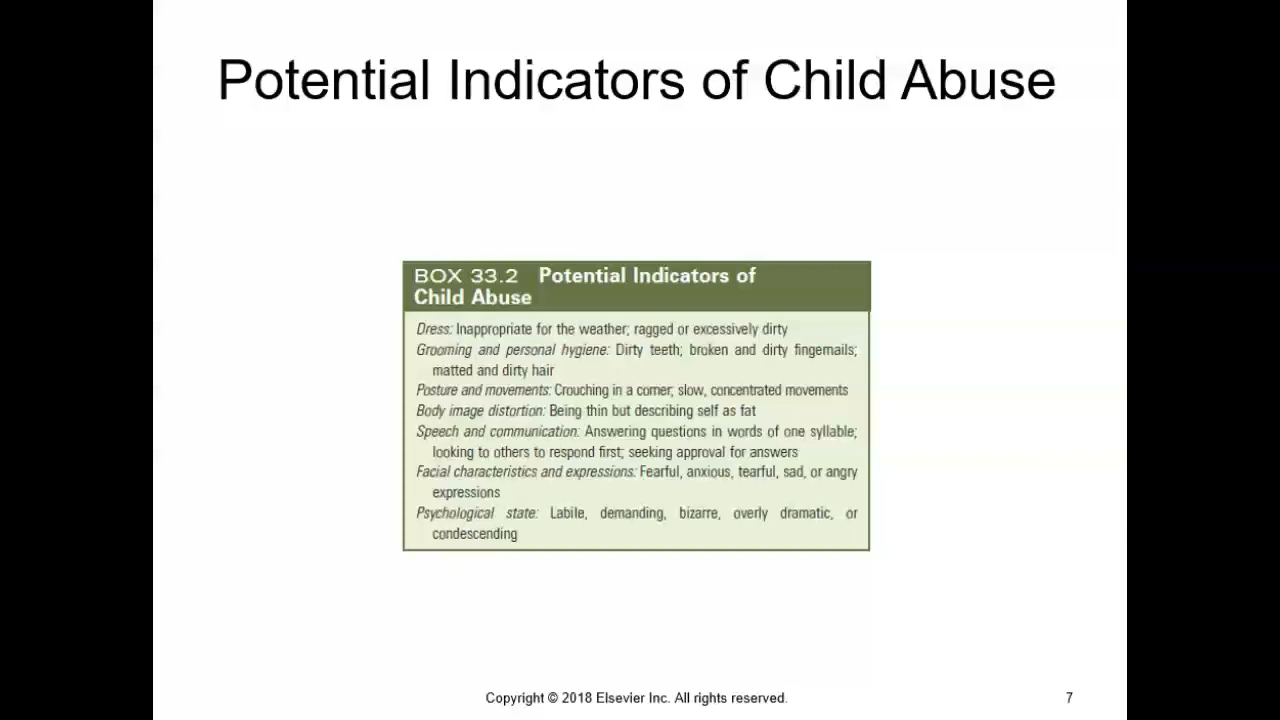 Potential Indicators of Child Abuse
BOX 33.2 Potential Indicators of
Child Abuse
Dress: Inappropriate for the weather; ragged or excessively dirty
Grooming and personal hygiene: Dirty teeth; broken and dirty fingernails;
matted and dirty hair
Posture and movements: Crouching in a corner; slow, concentrated movements
Body image distortion: Being thin but describing self as fat
Speech and communication: Answering questions in words of one syllable;
looking to others to respond first; seeking approval for answers
Facial characteristics and expressions: Fearful, anxious, tearful, sad, or angry
expressions
Psychological state: Labile, demanding, bizarre, overly dramatic, or
condescending
Copyright © 2018 Elsevier Inc. All rights reserved.
7